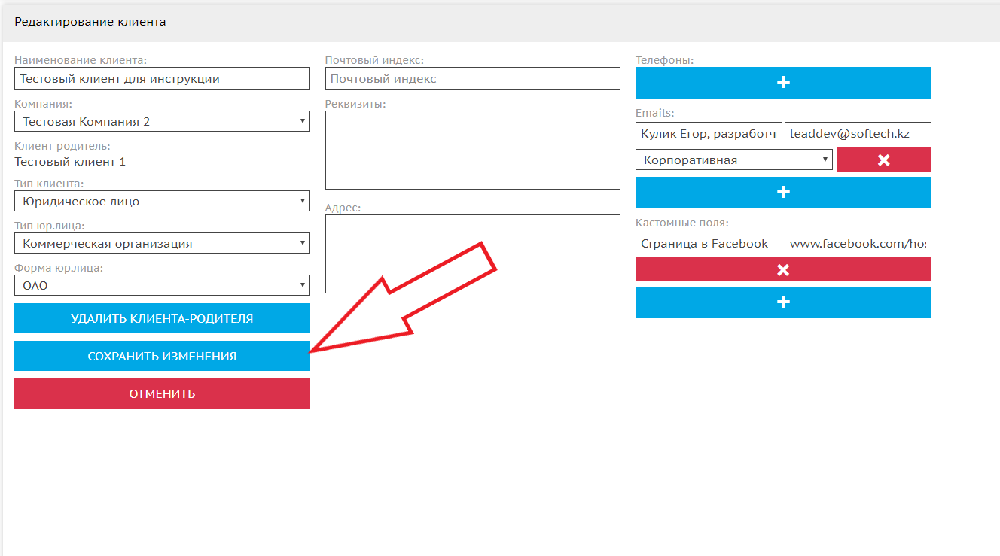 Редактирование клиента
Наименование клиента:
Тестовый клиент для инструкции
Компания:
Тестовая Компания 2
Клиент-родитель:
Тестовый клиент 1
Тип клиента:
Юридическое лицо
Тип юр.лица:
Коммерческая организация
Форма юр.лица:
ОАО
УДАЛИТЬ КЛИЕНТА-РОДИТЕЛЯ
СОХРАНИТЬ ИЗМЕНЕНИЯ
ОТМЕНИТЬ
Почтовый индекс:
Почтовый индекс
Реквизиты:
Адрес:
Телефоны:
Emails:
Кулик Егор, разработч leaddev@softech.kz
Корпоративная
Кастомные поля:
Страница в Facebook www.facebook.com/ho